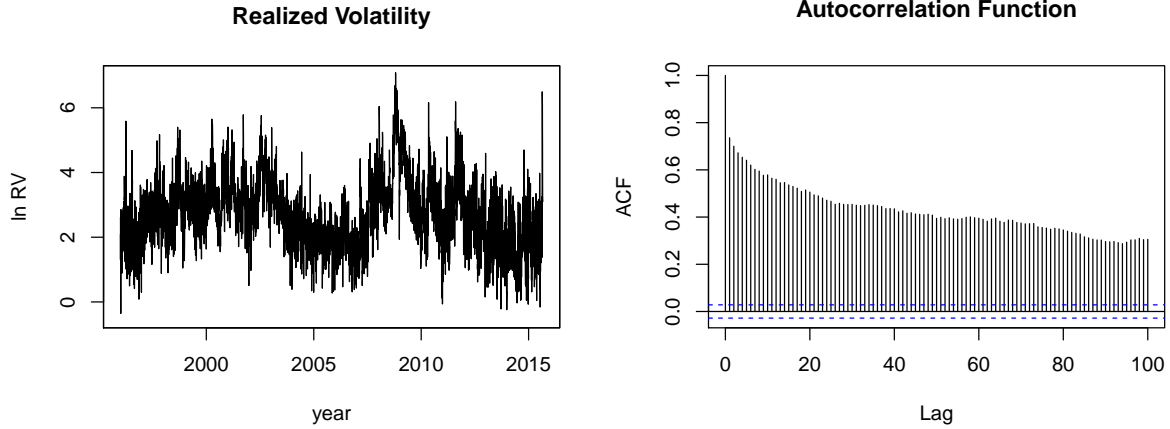 Realized Volatility
ln RV
0 2 4 6
2000 2005 2010 2015
year
Autocorrelation Function
ACF
0.0 0.2 0.4 0.6 0.8 1.0
0 20 40 60 80 100
Lag